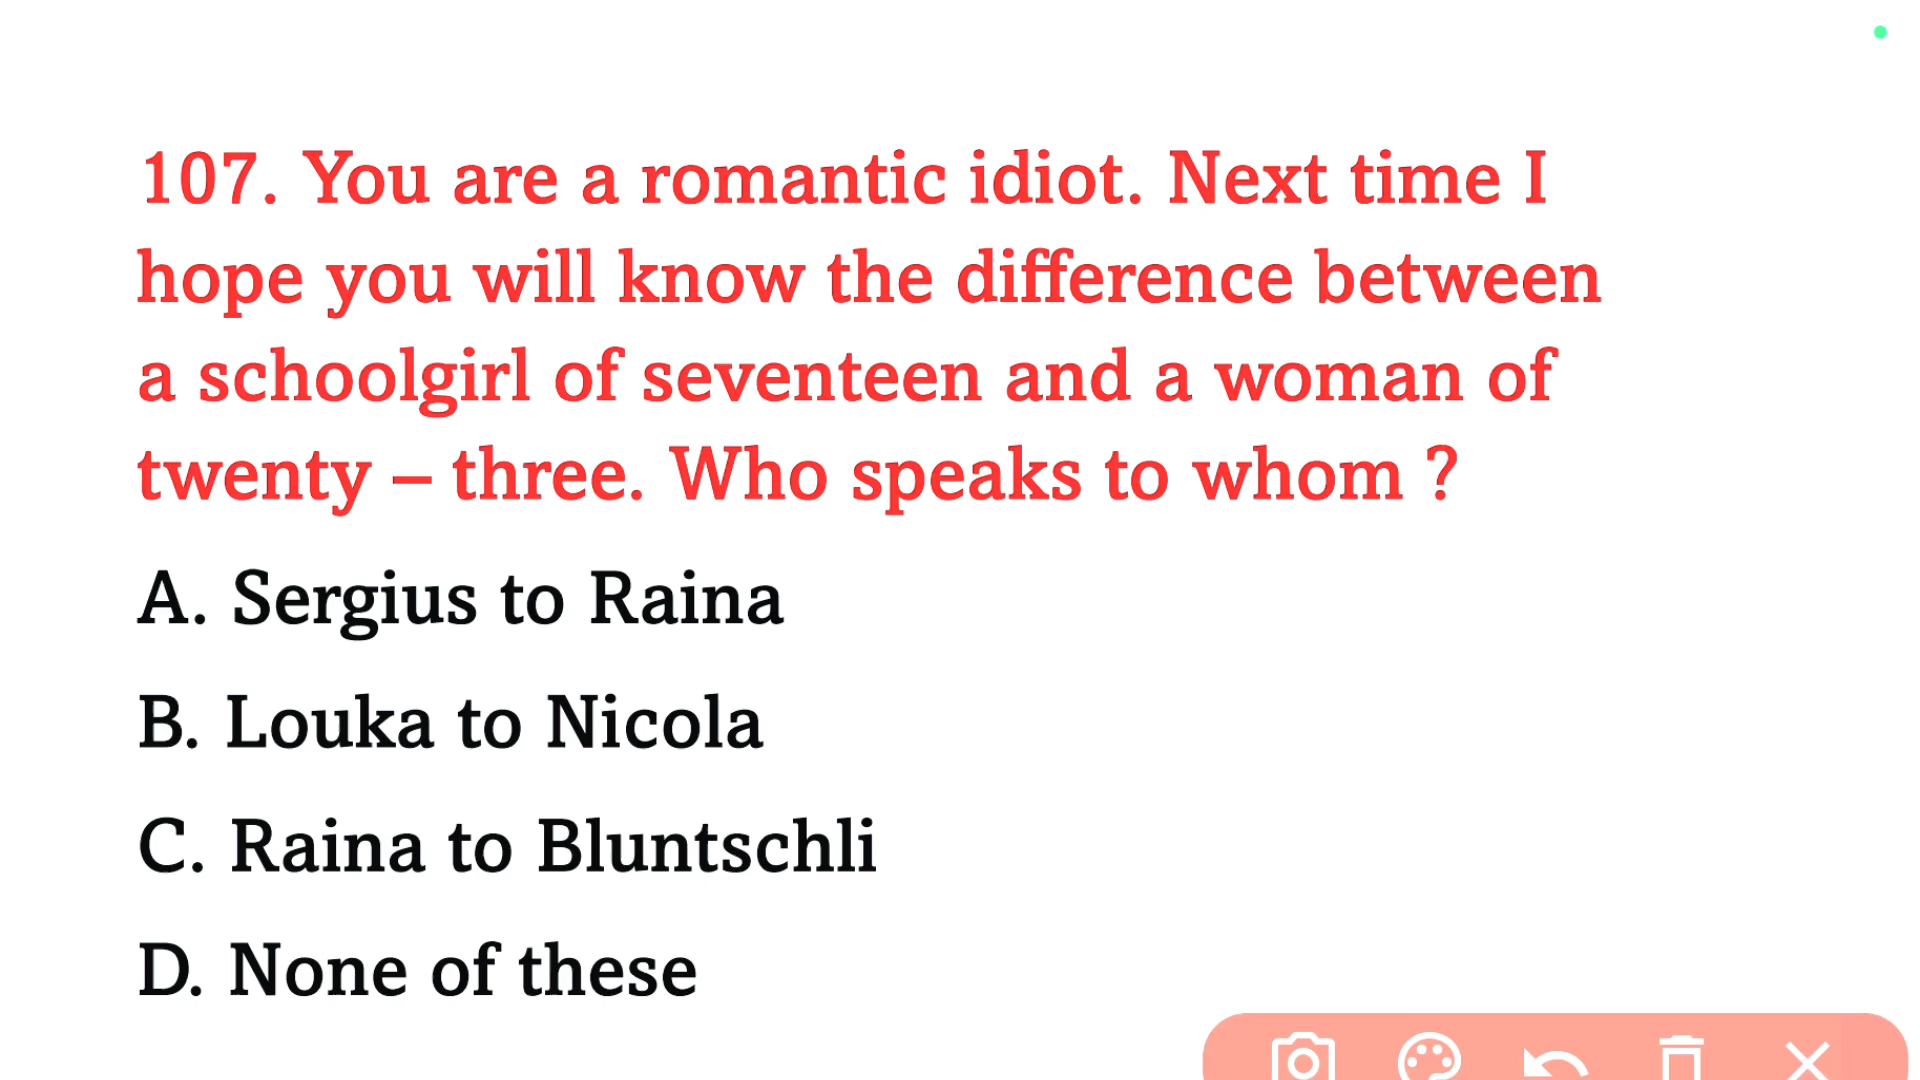 107. You are a romantic idiot. Next time I
hope you will know the difference between
a schoolgirl of seventeen and a woman of
twenty – three. Who speaks to whom ?
A. Sergius to Raina
B. Louka to Nicola
C. Raina to Bluntschli
D. None of these